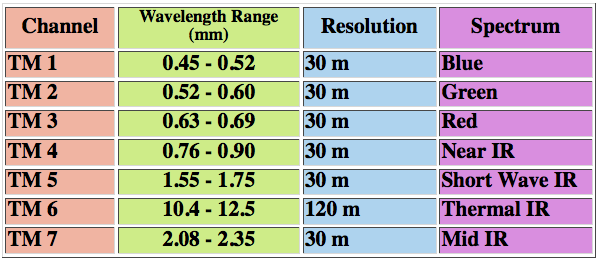 Channel Wavelength Range (mm) Resolution Spectrum
TM 1 0.45 - 0.52 30 m Blue
TM 2 0.52 - 0.60 30 m Green
TM 3 0.63 - 0.69 30 m Red
TM 4 0.76 - 0.90 30 m Near IR
TM 5 1.55 - 1.75 30 m Short Wave IR
TM 6 10.4 - 12.5 120 m Thermal IR
TM 7 2.08 - 2.35 30 m Mid IR